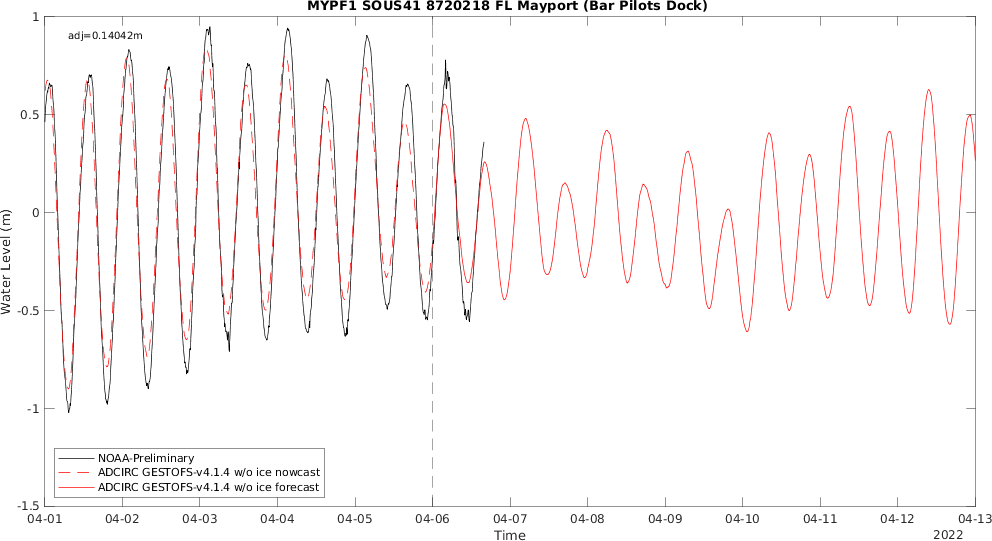 MYPF1 SOUS41 8720218 FL Mayport (Bar Pilots Dock)
adj=0.14042m
1
0.5
0
-0.5
-1
-1.5
Water Level (m)
NOAA-Preliminary
ADCIRC GESTOFS-v4.1.4 w/o ice nowcast
ADCIRC GESTOFS-v4.1.4 w/o ice forecast
04-01 04-02 04-03 04-04 04-05 04-06 04-07 04-08 04-09 04-10 04-11 04-12 04-13
Time
2022